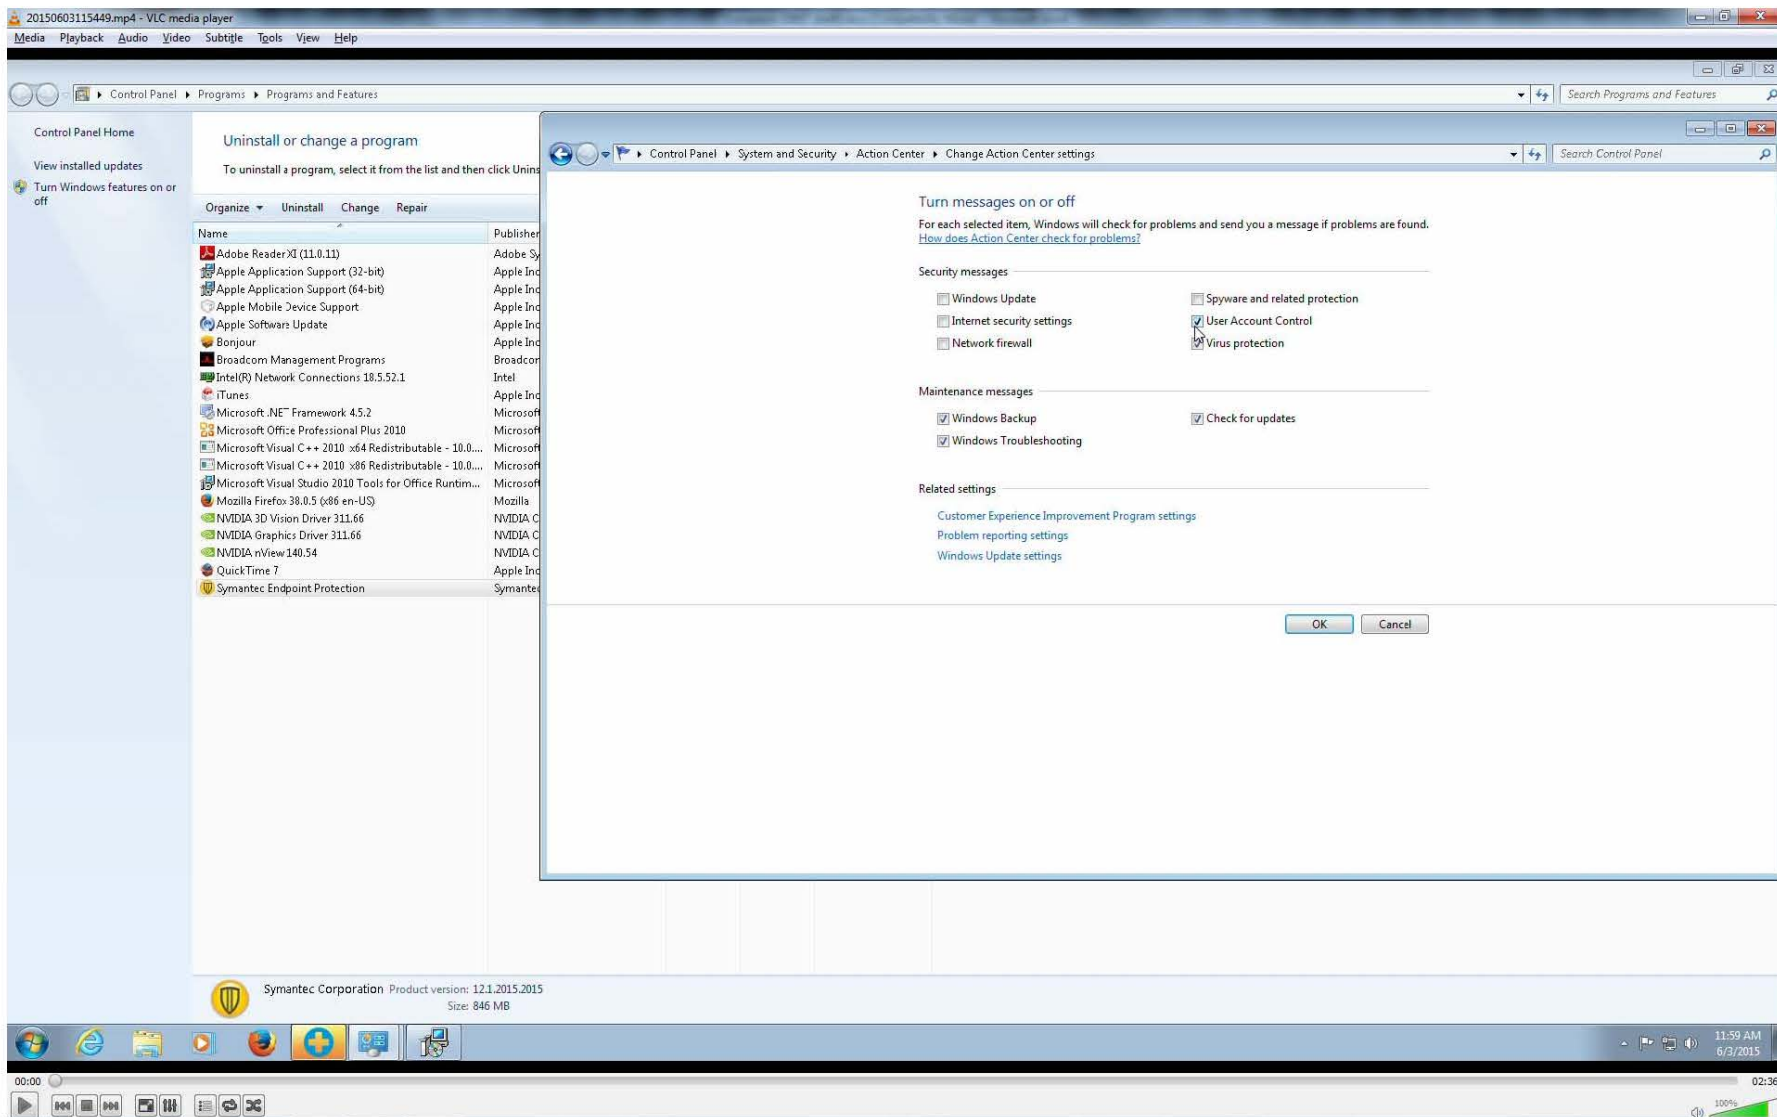 20150603115449.mp4 - VLC media player
Media Playback Audio Video Subtitle Tools View Help
Control Panel Programs Programs and Features
Search Programs and Features
Control Panel Home
View installed updates
Turn Windows features on or
off
Uninstall or change a program
To uninstall a program, select it from the list and then click Unins
Organize Uninstall Change Repair
Name Publisher
Adobe Reader XI (11.0.11) Adobe Sy
Apple Application Support (32-bit) Apple Inc
Apple Application Support (64-bit) Apple Inc
Apple Mobile Device Support Apple Inc
Apple Software Update Apple Inc
Bonjour Apple Inc
Broadcom Management Programs Broadcor
Intel(R) Network Connections 18.5.52.1 Intel
iTunes Apple Inc
Microsoft .NET Framework 4.5.2 Microsoft
Microsoft Office Professional Plus 2010 Microsoft
Microsoft Visual C++ 2010 x64 Redistributable - 10.0.... Microsoft
Microsoft Visual C++ 2010 x86 Redistributable - 10.0.... Microsoft
Microsoft Visual Studio 2010 Tools for Office Runtim... Microsoft
Mozilla Firefox 38.0.5 (x86 en-US) Mozilla
NVIDIA 3D Vision Driver 311.66 NVIDIA C
NVIDIA Graphics Driver 311.66 NVIDIA C
NVIDIA nView 140.54 NVIDIA C
QuickTime 7 Apple Inc
Symantec Endpoint Protection Symantec
Control Panel System and Security Action Center Change Action Center settings
Search Control Panel
Turn messages on or off
For each selected item, Windows will check for problems and send you a message if problems are found.
How does Action Center check for problems?
Security messages
Windows Update Spyware and related protection
Internet security settings User Account Control
Network firewall Virus protection
Maintenance messages
Windows Backup Check for updates
Windows Troubleshooting
Related settings
Customer Experience Improvement Program settings
Problem reporting settings
Windows Update settings
OK Cancel
Symantec Corporation Product version: 12.1.2015.2015
Size: 846 MB
11:59 AM
6/3/2015
00:00 02:36
100%